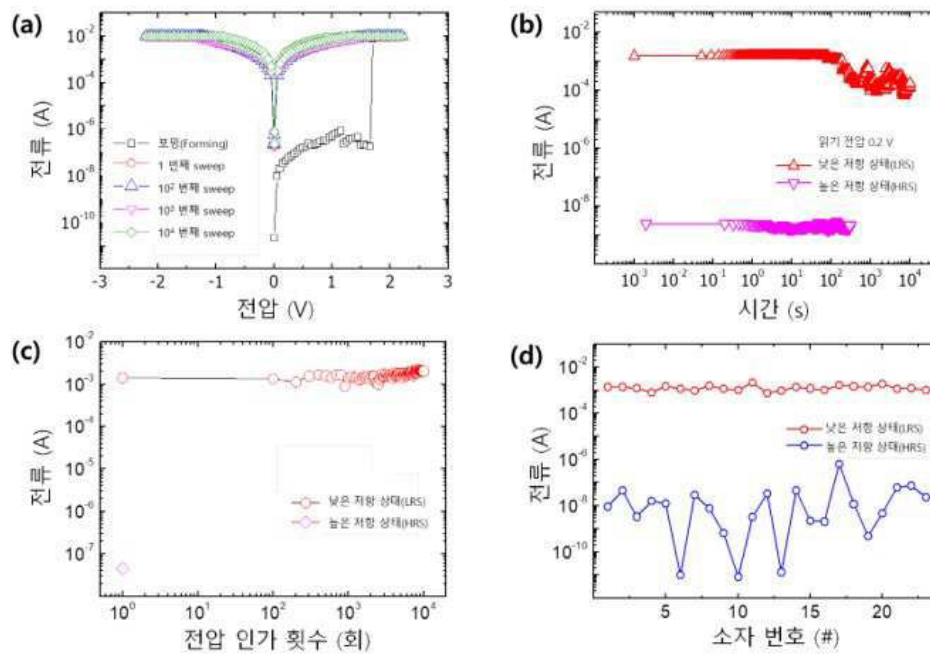 (a)
10⁻²
10⁻⁴
10⁻⁶
10⁻⁸
10⁻¹⁰
전류 (A)
포밍(Forming)
1 번째 sweep
10² 번째 sweep
10³ 번째 sweep
10⁴ 번째 sweep
-3 -2 -1 0 1 2 3
전압 (V)
(b)
10⁻²
10⁻⁴
10⁻⁶
10⁻⁸
전류 (A)
읽기 전압 0.2 V
낮은 저항 상태(LRS)
높은 저항 상태(HRS)
10⁻³ 10⁻² 10⁻¹ 10⁰ 10¹ 10² 10³ 10⁴
시간 (s)
(c)
10⁻²
10⁻³
10⁻⁴
10⁻⁵
10⁻⁶
10⁻⁷
전류 (A)
낮은 저항 상태(LRS)
높은 저항 상태(HRS)
10⁰ 10¹ 10² 10³ 10⁴
전압 인가 횟수 (회)
(d)
10⁻²
10⁻⁴
10⁻⁶
10⁻⁸
10⁻¹⁰
전류 (A)
낮은 저항 상태(LRS)
높은 저항 상태(HRS)
5 10 15 20
소자 번호 (#)